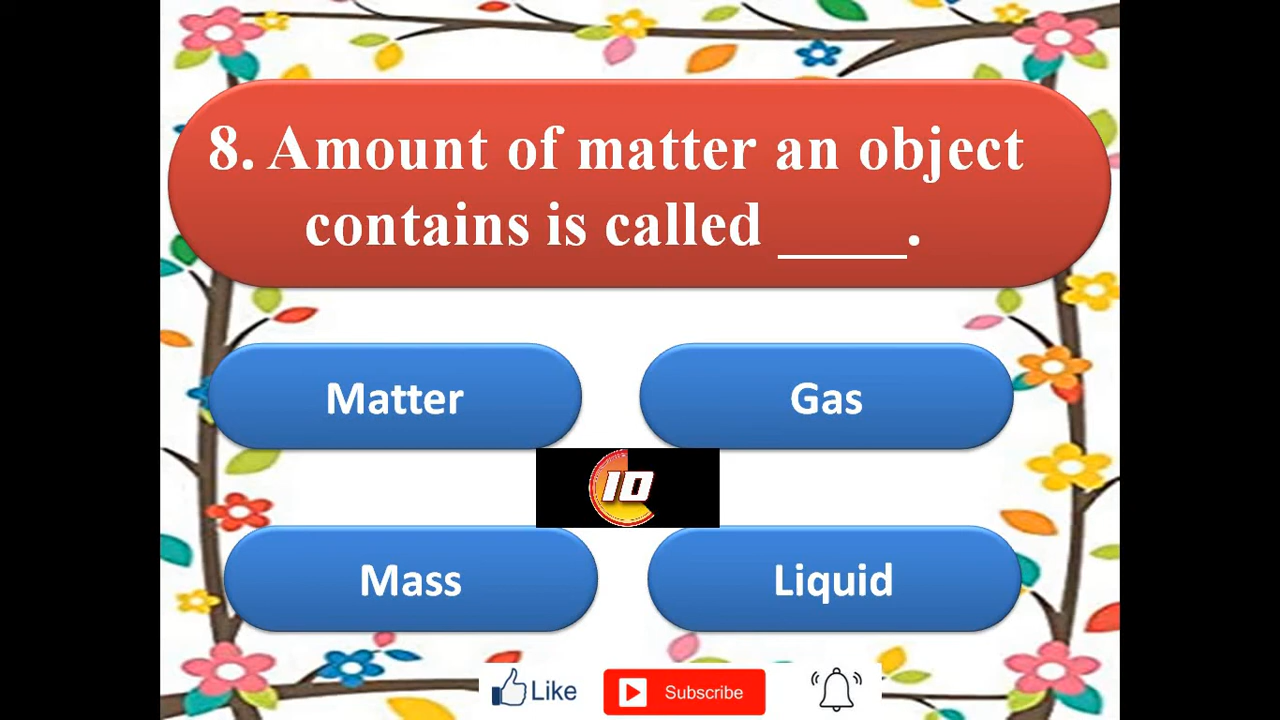 8. Amount of matter an object
contains is called _____.
Matter
Gas
10
Mass
Liquid
Like
Subscribe